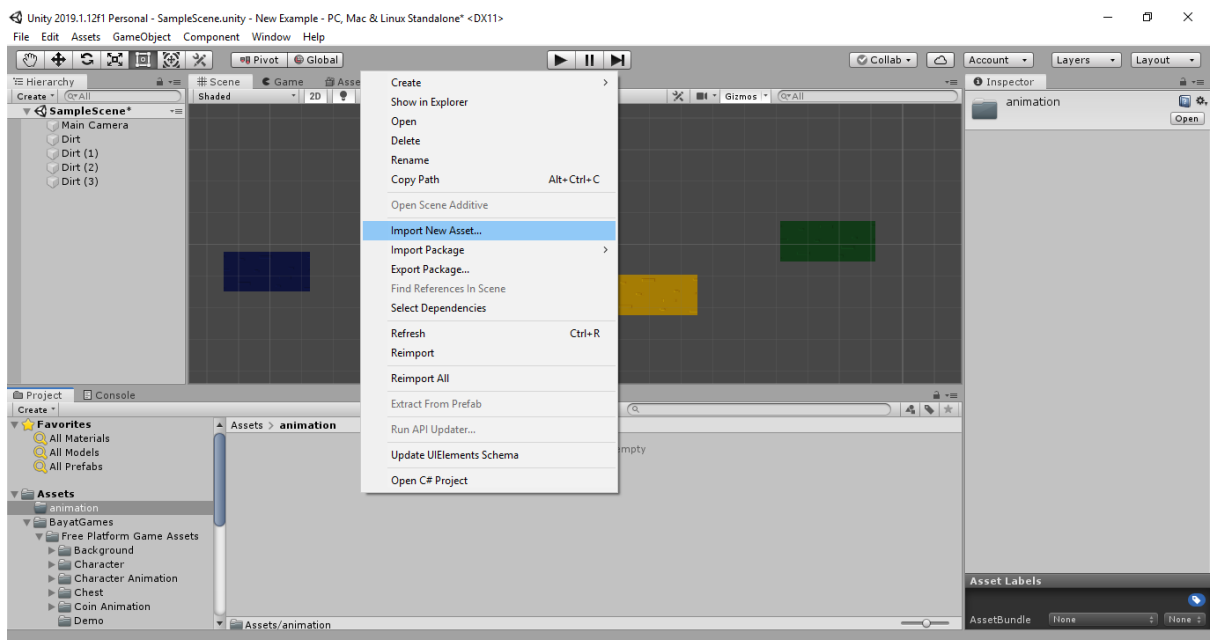 Unity 2019.1.12f1 Personal - SampleScene.unity - New Example - PC, Mac & Linux Standalone* <DX11>
File Edit Assets GameObject Component Window Help
Pivot Global Collab Account Layers Layout
Hierarchy Scene Game Asse Inspector
Create All Shaded 2D Gizmos All
SampleScene*
Main Camera
Dirt
Dirt (1)
Dirt (2)
Dirt (3)
Create
Show in Explorer
Open
Delete
Rename
Copy Path Alt+Ctrl+C
Open Scene Additive
Import New Asset...
Import Package
Export Package...
Find References In Scene
Select Dependencies
Refresh Ctrl+R
Reimport
Reimport All
Extract From Prefab
Run API Updater...
Update UIElements Schema
Open C# Project
animation
Open
Project Console
Create
Favorites
All Materials
All Models
All Prefabs
Assets
animation
BayatGames
Free Platform Game Assets
Background
Character
Character Animation
Chest
Coin Animation
Demo
Assets > animation
empty
Assets/animation
Asset Labels
AssetBundle None None